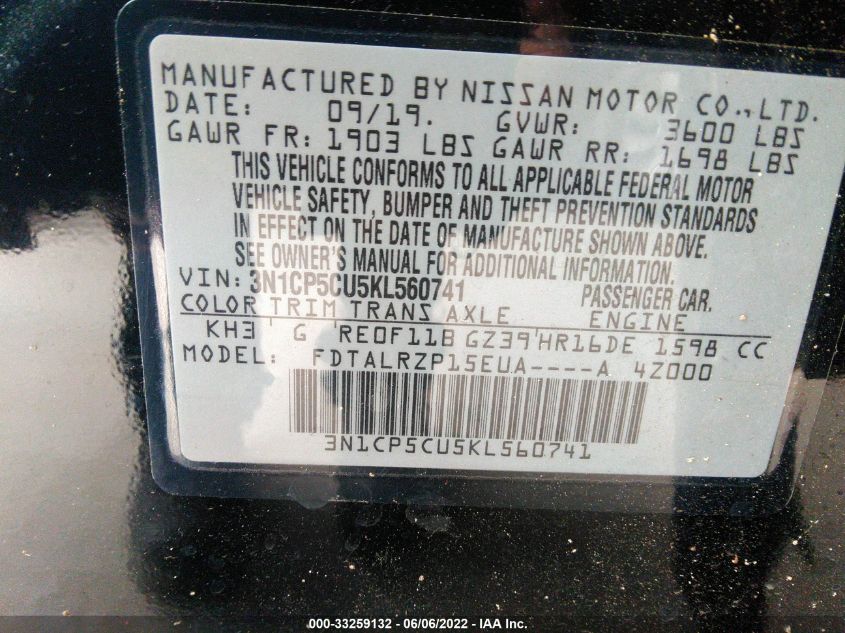 MANUFACTURED BY NISSAN MOTOR CO.,LTD.
DATE: 09/19. GVWR: 3600 LBS
GAWR FR: 1903 LBS GAWR RR: 1698 LBS
THIS VEHICLE CONFORMS TO ALL APPLICABLE FEDERAL MOTOR
VEHICLE SAFETY, BUMPER AND THEFT PREVENTION STANDARDS
IN EFFECT ON THE DATE OF MANUFACTURE SHOWN ABOVE.
SEE OWNER'S MANUAL FOR ADDITIONAL INFORMATION.
VIN: 3N1CP5CU5KL560741 PASSENGER CAR.
COLOR TRIM TRANS AXLE ENGINE
KH3 G RE0F11B GZ39 HR16DE 1598 CC
MODEL: FDTALRZP15EUA----A 4Z000
3N1CP5CU5KL560741
000-33259132 - 06/06/2022 - IAA Inc.